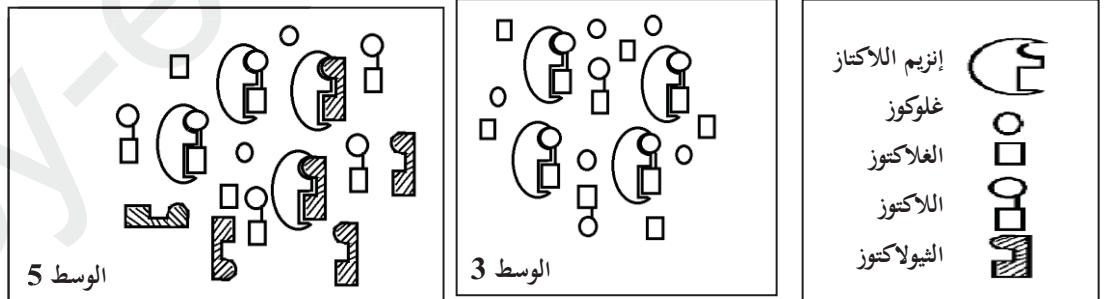 إنزيم اللاكتاز
غلوكوز
الغلاكتوز
اللاكتوز
الثيولاكتوز
الوسط 3
الوسط 5